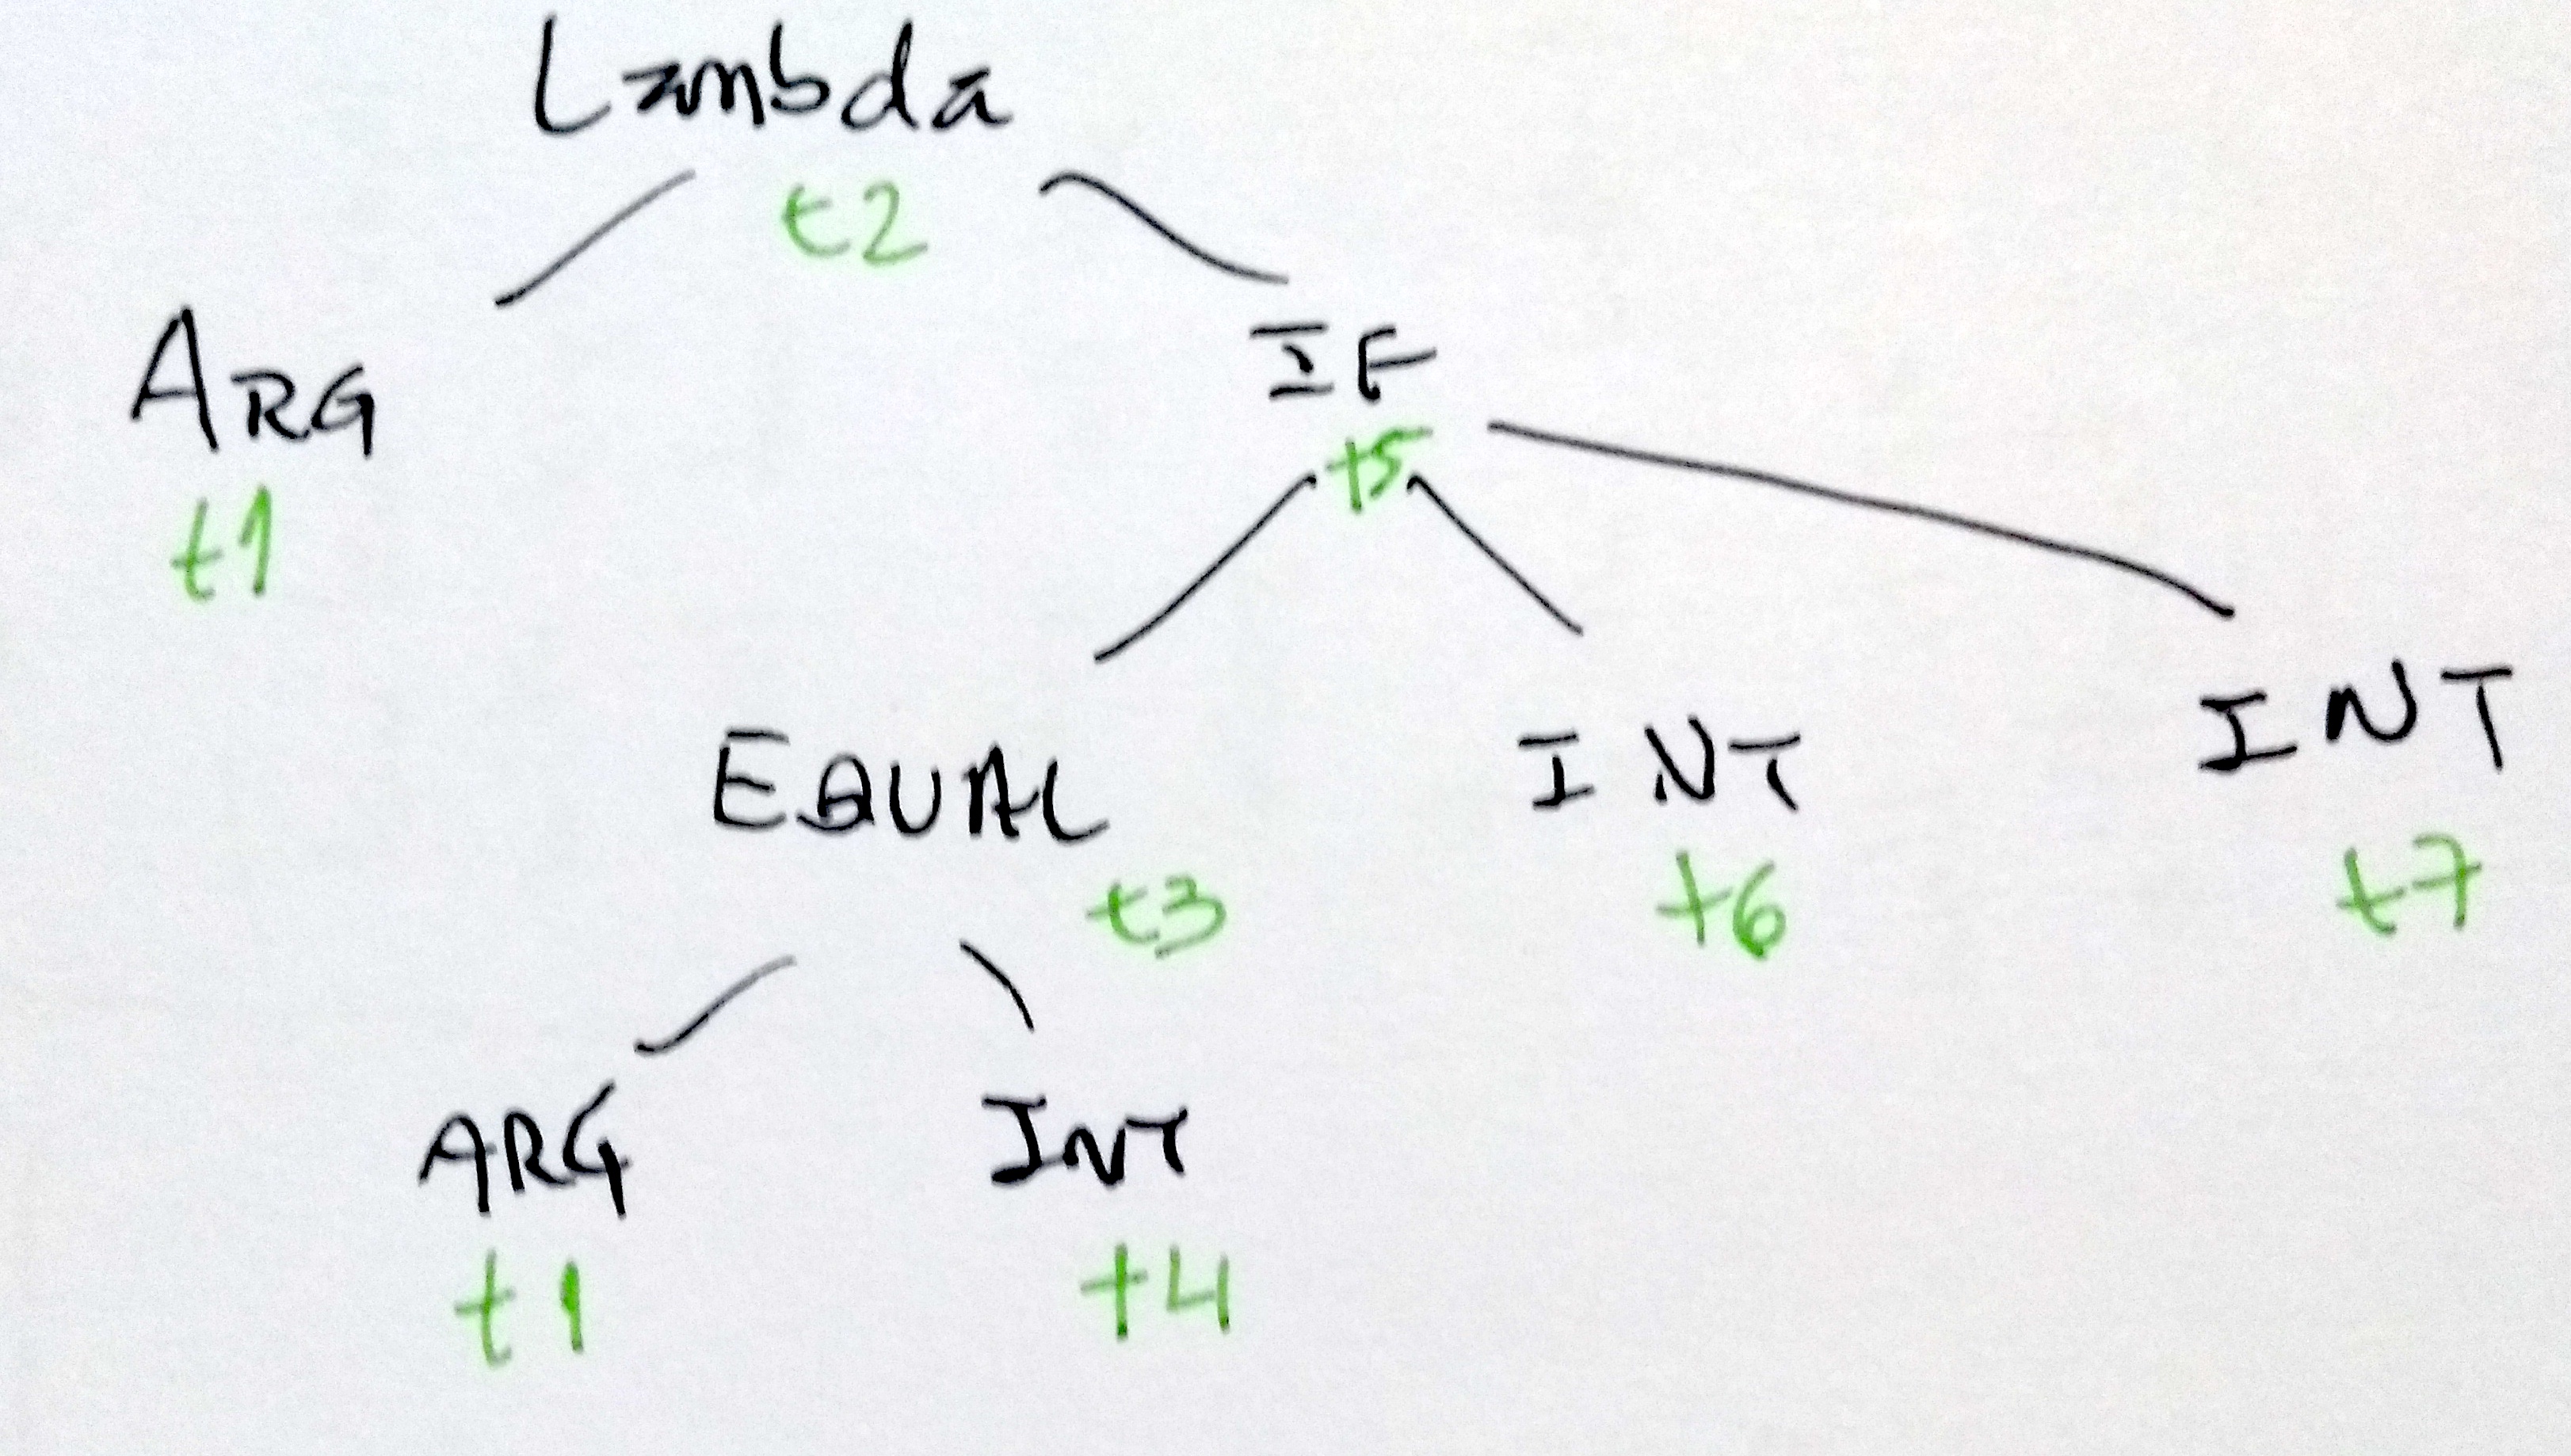 Lambda
t2
ARG
t1
IF
t5
EQUAL
t3
INT
t6
INT
t7
ARG
t1
INT
t4